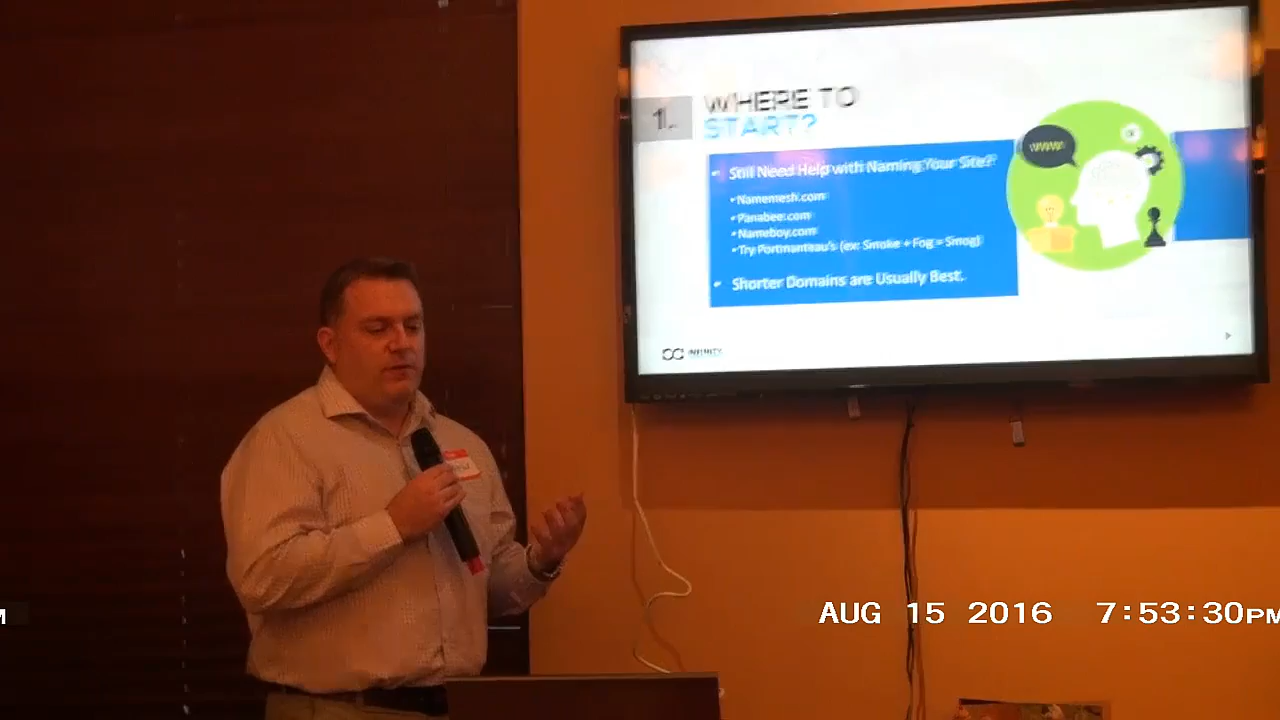 1.
WHERE TO
START?
WWW
• Still Need Help with Naming Your Site?
• Namemesh.com
• Panabee.com
• Nameboy.com
• Try Portmanteau's (ex: Smoke + Fog = Smog)
• Shorter Domains are Usually Best.
INFINITY
M
AUG 15 2016 7:53:30PM